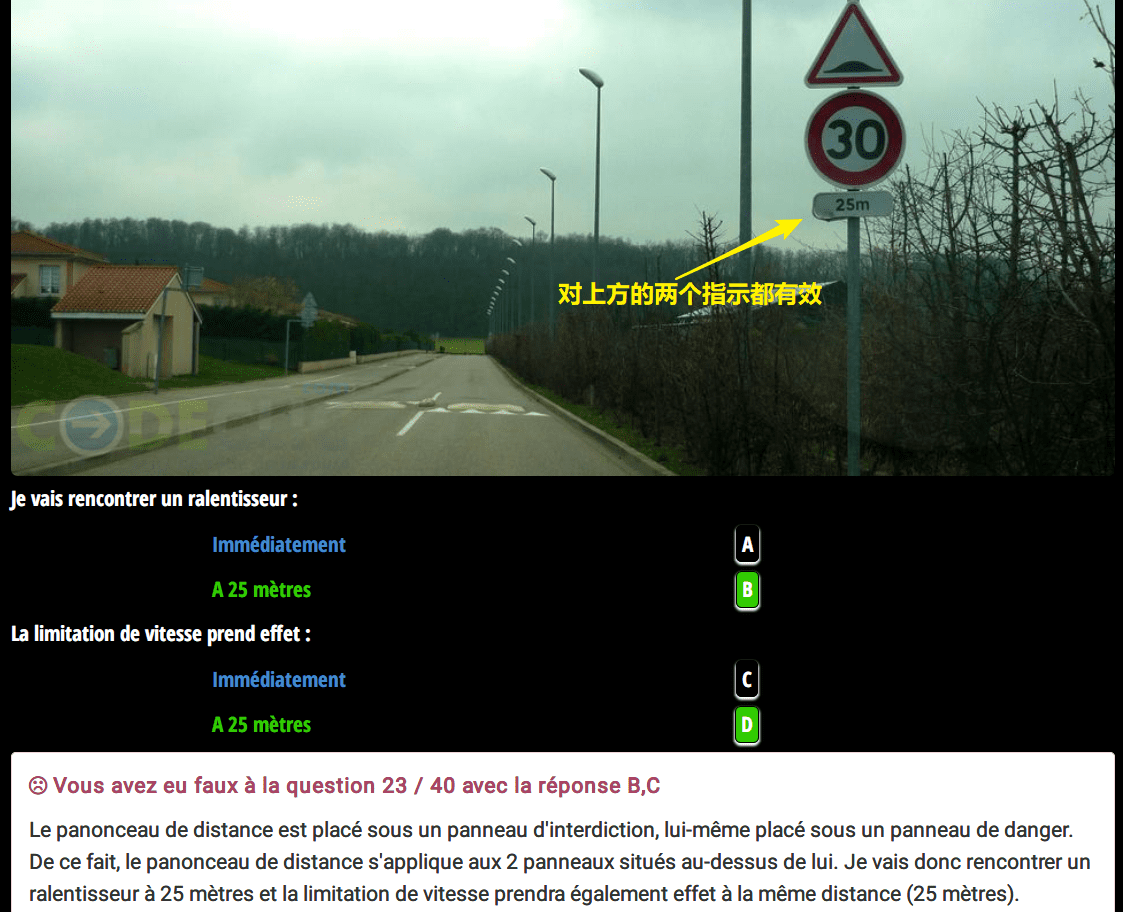 30
25m
对上方的两个指示都有效
CODE
Je vais rencontrer un ralentisseur :
Immédiatement A
A 25 mètres B
La limitation de vitesse prend effet :
Immédiatement C
A 25 mètres D
Vous avez eu faux à la question 23 / 40 avec la réponse B,C
Le panonceau de distance est placé sous un panneau d'interdiction, lui-même placé sous un panneau de danger.
De ce fait, le panonceau de distance s'applique aux 2 panneaux situés au-dessus de lui. Je vais donc rencontrer un
ralentisseur à 25 mètres et la limitation de vitesse prendra également effet à la même distance (25 mètres).